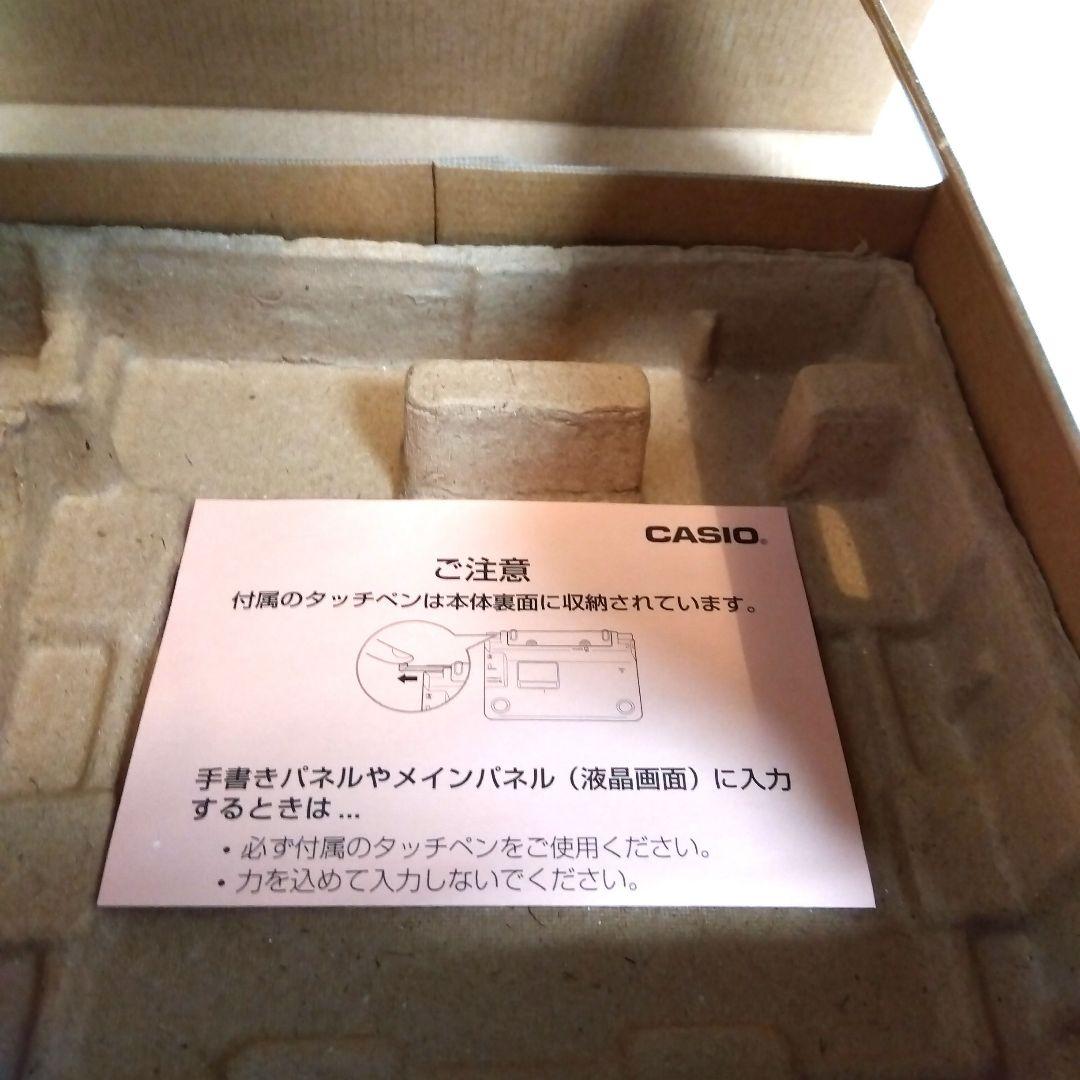 CASIO®
ご注意
付属のタッチペンは本体裏面に収納されています。
手書きパネルやメインパネル（液晶画面）に入力
するときは...
・必ず付属のタッチペンをご使用ください。
・力を込めて入力しないでください。